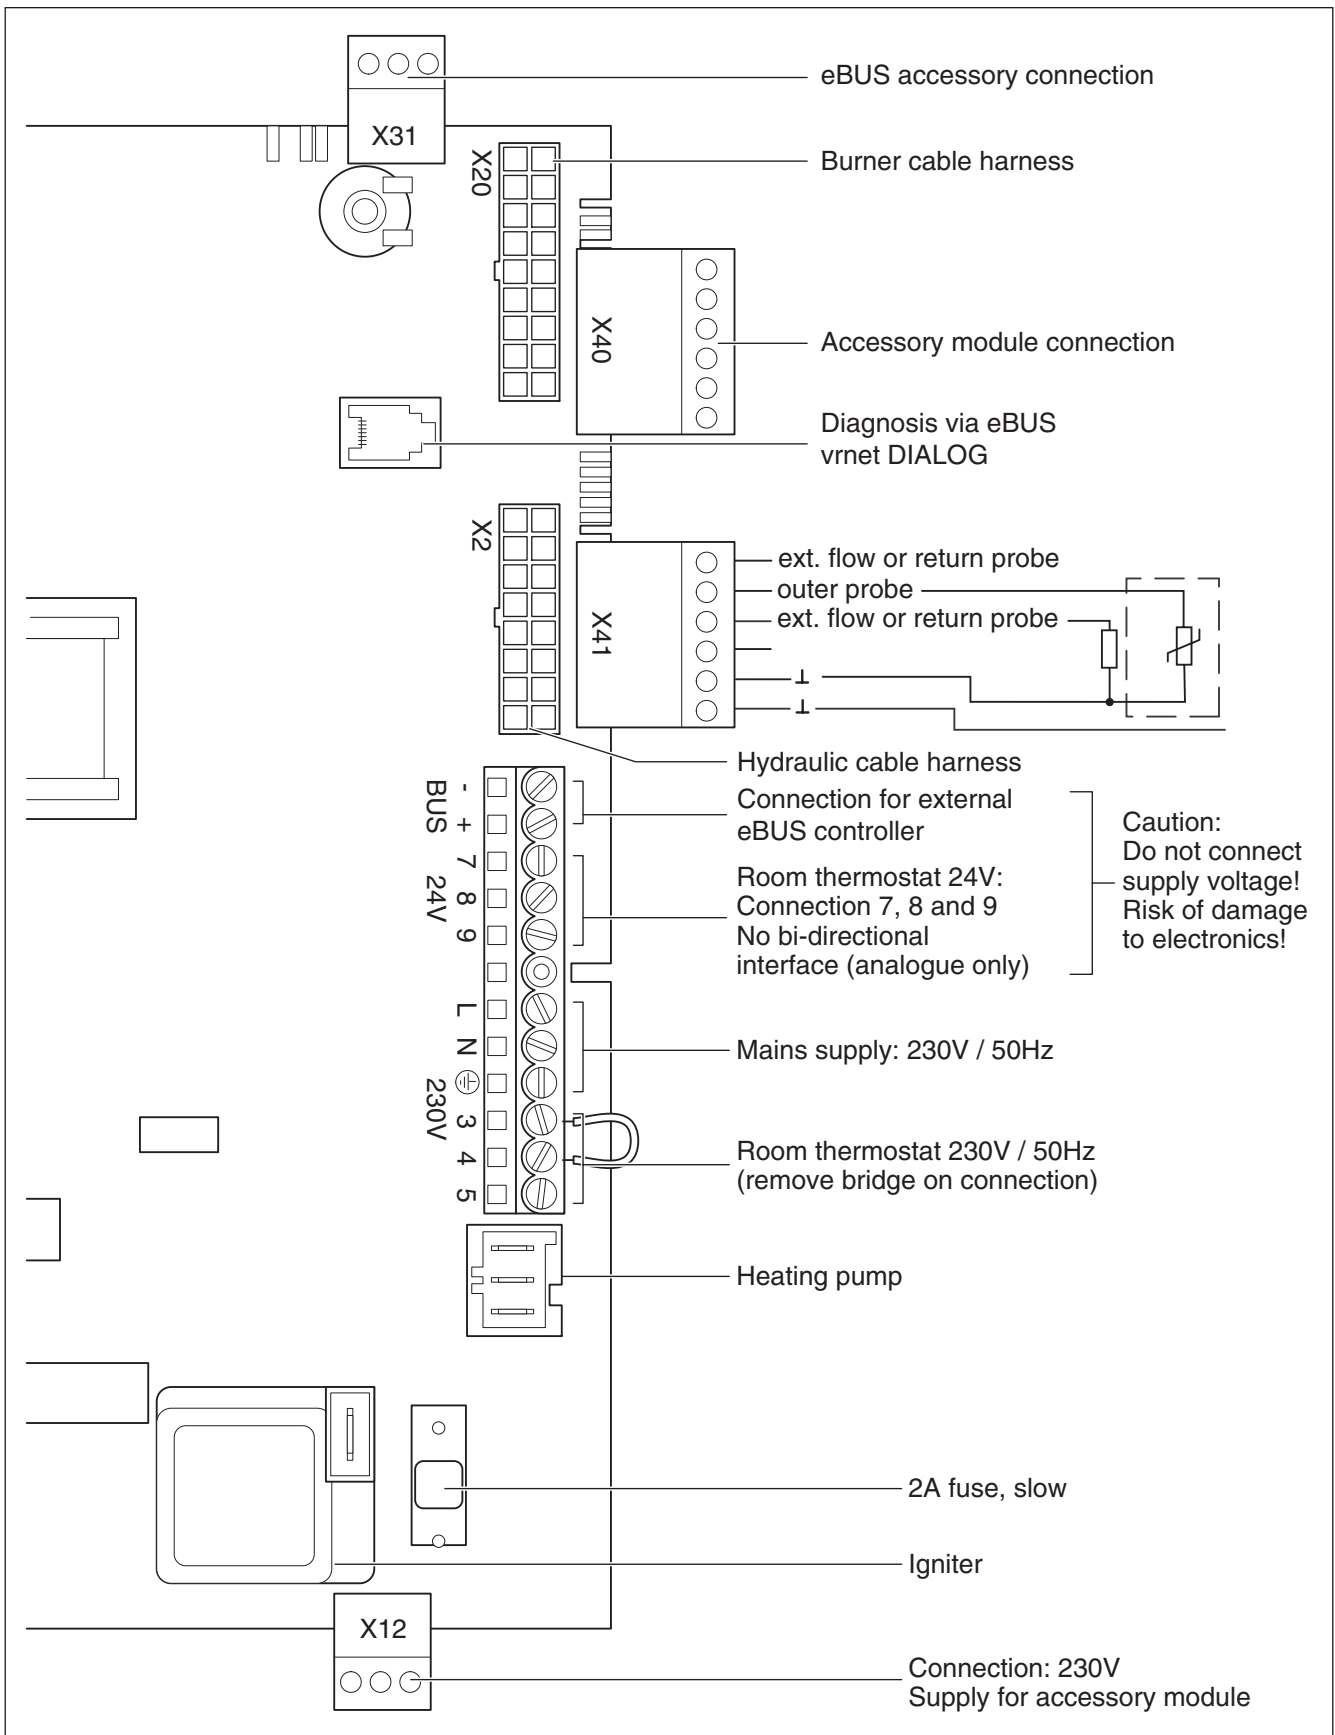 eBUS accessory connection
X31
Burner cable harness
X20
X40
Accessory module connection
Diagnosis via eBUS
vrnet DIALOG
X2
X41
ext. flow or return probe
outer probe
ext. flow or return probe
Hydraulic cable harness
BUS
-
+
Connection for external
eBUS controller
24V
7
8
9
Room thermostat 24V:
Connection 7, 8 and 9
No bi-directional
interface (analogue only)
Caution:
Do not connect
supply voltage!
Risk of damage
to electronics!
L
N
Mains supply: 230V / 50Hz
230V
3
4
5
Room thermostat 230V / 50Hz
(remove bridge on connection)
Heating pump
2A fuse, slow
Igniter
X12
Connection: 230V
Supply for accessory module